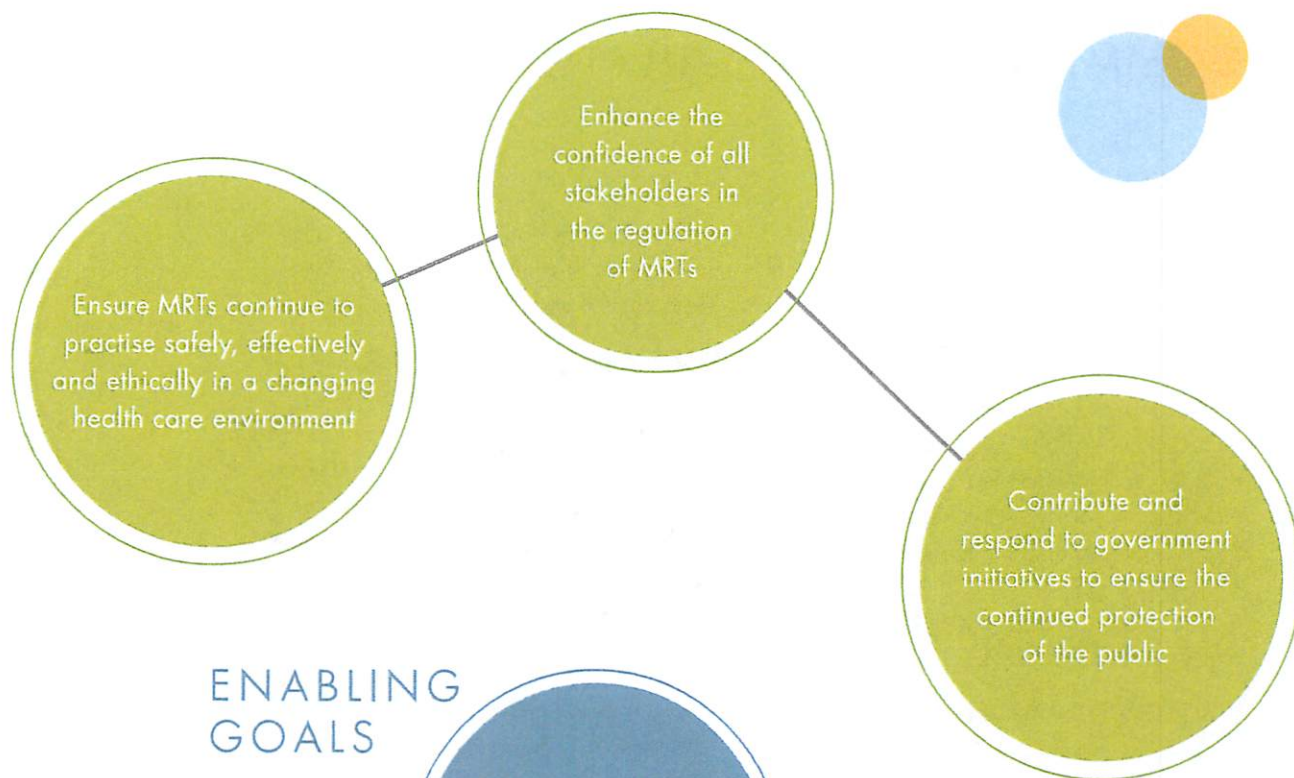 Ensure MRTs continue to
practise safely, effectively
and ethically in a changing
health care environment
Enhance the
confidence of all
stakeholders in
the regulation
of MRTs
Contribute and
respond to government
initiatives to ensure the
continued protection
of the public
ENABLING
GOALS